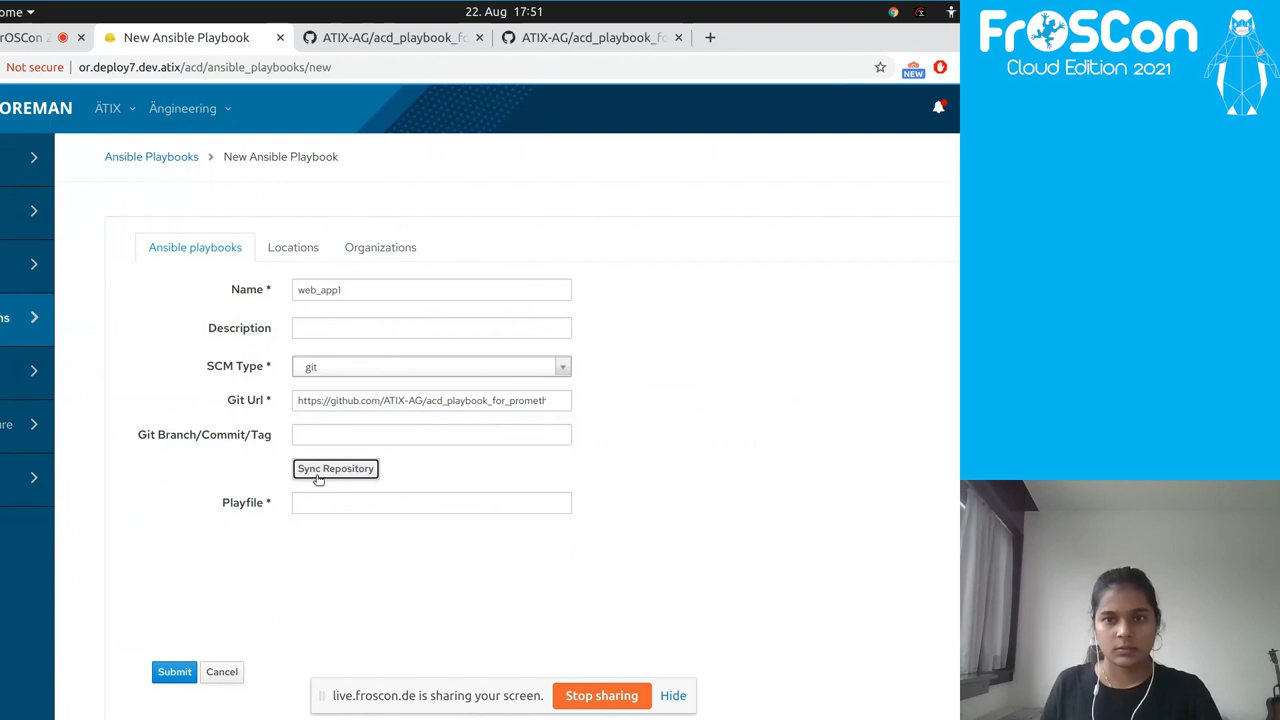 ome
22. Aug 17:51
rOSCon 2
New Ansible Playbook
ATIX-AG/acd_playbook_fo
ATIX-AG/acd_playbook_fo
Not secure
or.deploy7.dev.atix/acd/ansible_playbooks/new
NEW
OREMAN
ÄTIX
Ängineering
Ansible Playbooks
New Ansible Playbook
Ansible playbooks
Locations
Organizations
Name *
web_app1
Description
SCM Type *
git
Git Url *
https://github.com/ATIX-AG/acd_playbook_for_prometh
Git Branch/Commit/Tag
Sync Repository
Playfile *
Submit
Cancel
ns
re
live.froscon.de is sharing your screen.
Stop sharing
Hide
FrOSCon
Cloud Edition 2021